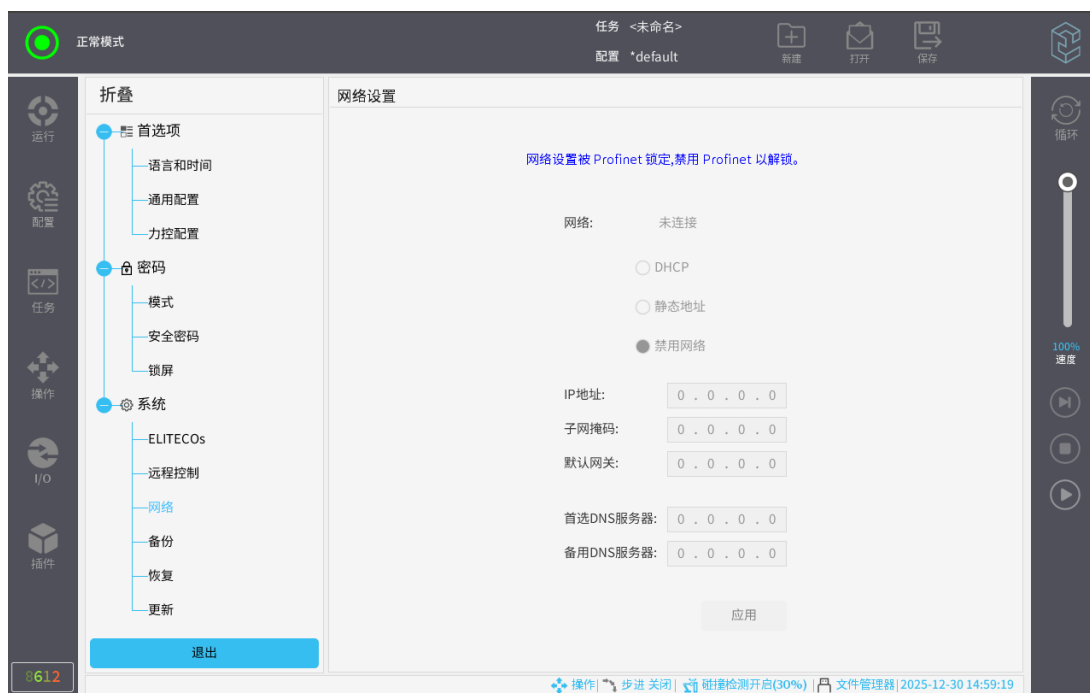 正常模式
任务 <未命名>
配置 *default
新建
打开
保存
运行
配置
任务
操作
I/O
插件
8612
折叠
首选项
语言和时间
通用配置
力控配置
密码
模式
安全密码
锁屏
系统
ELITECOs
远程控制
网络
备份
恢复
更新
退出
网络设置
网络设置被 Profinet 锁定,禁用 Profinet 以解锁。
网络: 未连接
DHCP
静态地址
禁用网络
IP地址: 0 . 0 . 0 . 0
子网掩码: 0 . 0 . 0 . 0
默认网关: 0 . 0 . 0 . 0
首选DNS服务器: 0 . 0 . 0 . 0
备用DNS服务器: 0 . 0 . 0 . 0
应用
循环
100%
速度
操作| 步进 关闭| 碰撞检测开启(30%) | 文件管理器|2025-12-30 14:59:19